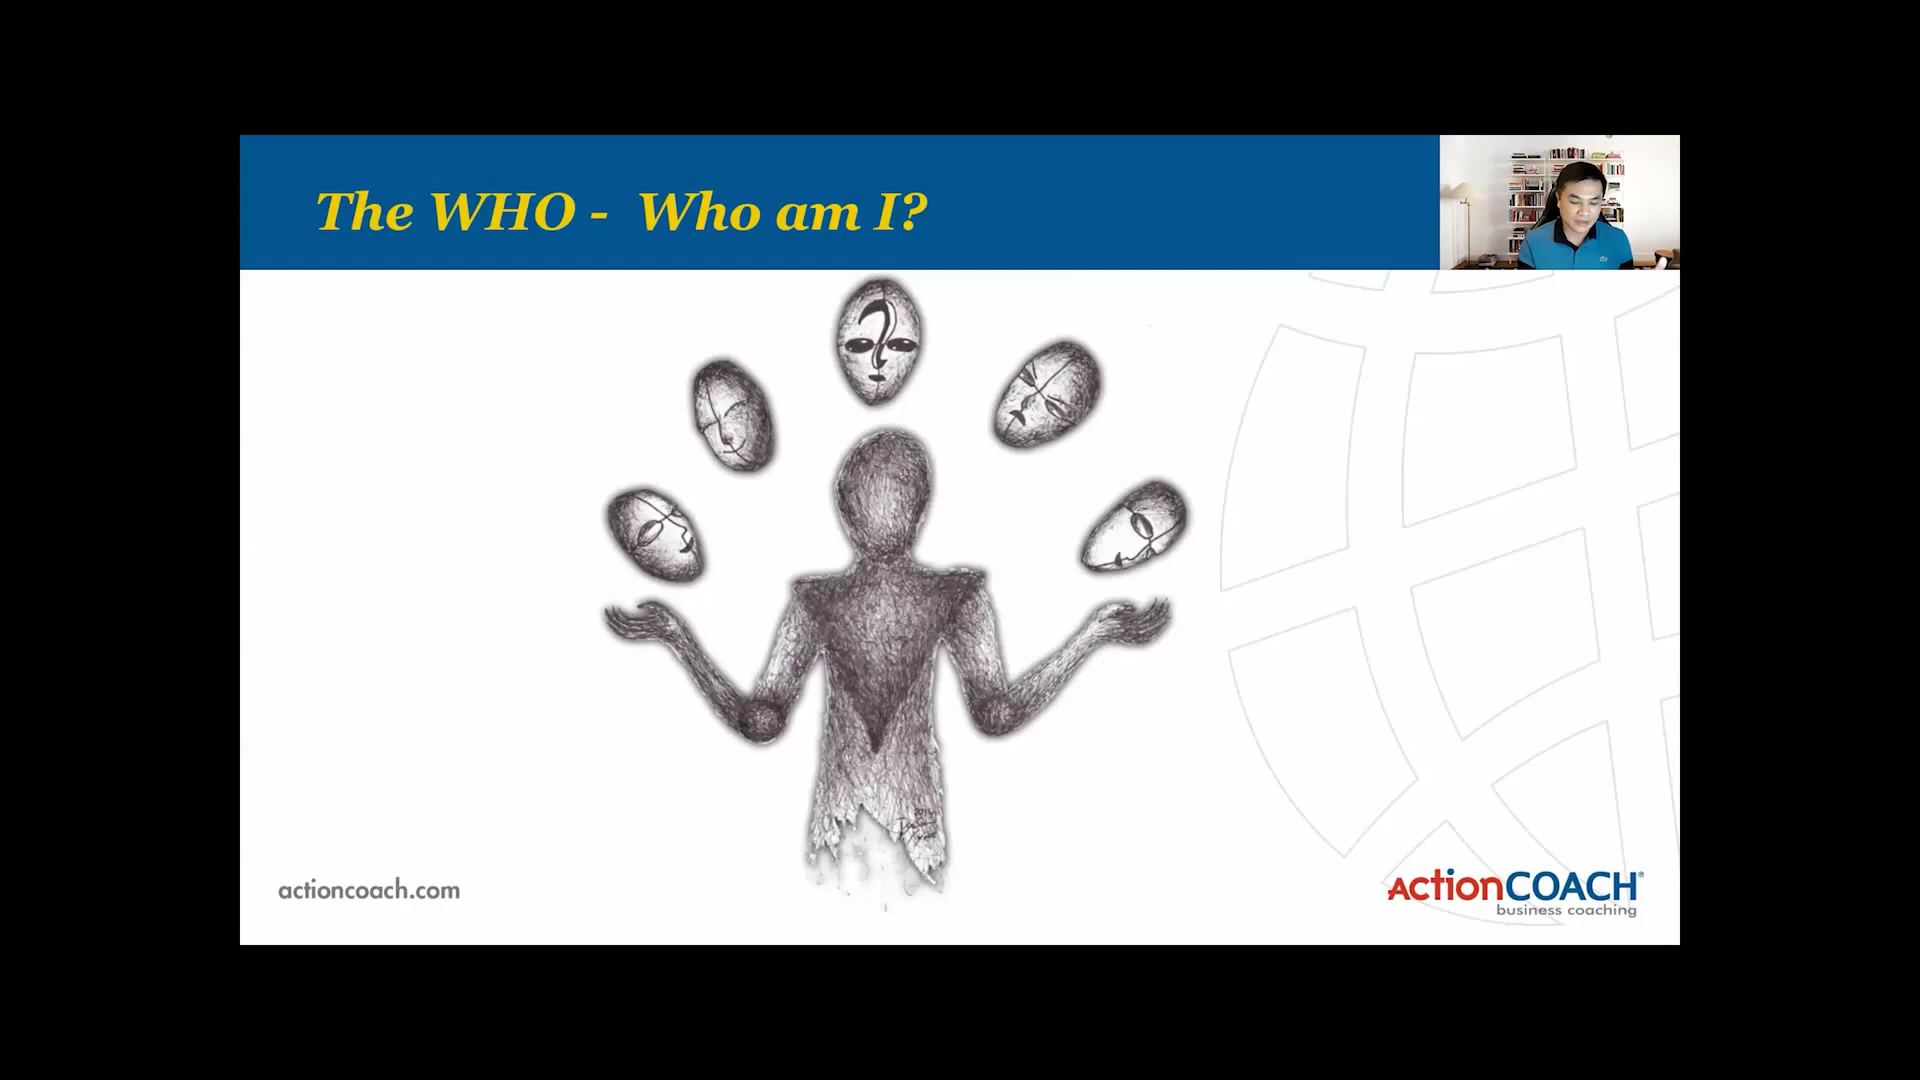 The WHO - Who am I?
actioncoach.com
ActionCOACH®
business coaching